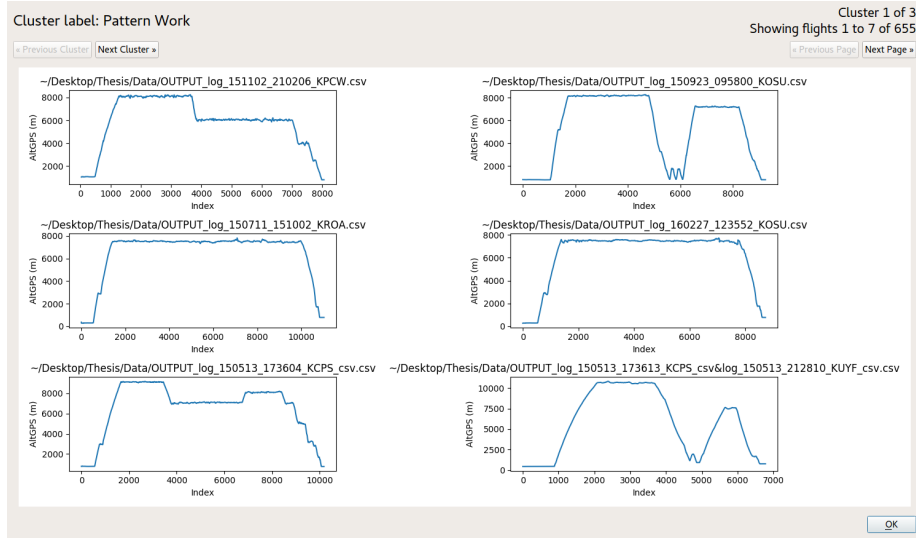 Cluster label: Pattern Work
Cluster 1 of 3
Showing flights 1 to 7 of 655
« Previous Cluster
Next Cluster »
« Previous Page
Next Page »
~/Desktop/Thesis/Data/OUTPUT_log_151102_210206_KPCW.csv
8000
6000
4000
2000
AltGPS (m)
0 1000 2000 3000 4000 5000 6000 7000 8000
Index
~/Desktop/Thesis/Data/OUTPUT_log_150923_095800_KOSU.csv
8000
6000
4000
2000
AltGPS (m)
0 2000 4000 6000 8000
Index
~/Desktop/Thesis/Data/OUTPUT_log_150711_151002_KROA.csv
8000
6000
4000
2000
0
AltGPS (m)
0 2000 4000 6000 8000 10000
Index
~/Desktop/Thesis/Data/OUTPUT_log_160227_123552_KOSU.csv
8000
6000
4000
2000
0
AltGPS (m)
0 2000 4000 6000 8000
Index
~/Desktop/Thesis/Data/OUTPUT_log_150513_173604_KCPS_csv.csv
8000
6000
4000
2000
AltGPS (m)
0 2000 4000 6000 8000 10000
Index
~/Desktop/Thesis/Data/OUTPUT_log_150513_173613_KCPS_csv&log_150513_212810_KUYF_csv.csv
10000
7500
5000
2500
0
AltGPS (m)
0 1000 2000 3000 4000 5000 6000 7000
Index
OK